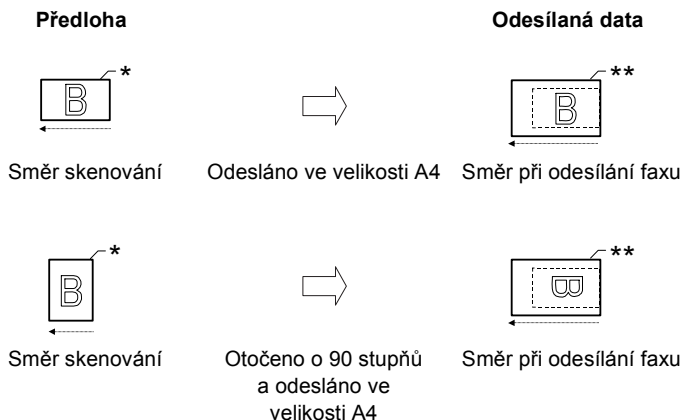 Předloha
Odesílaná data
*
**
B
B
Směr skenování
Odesláno ve velikosti A4
Směr při odesílání faxu
*
**
B
B
Směr skenování
Otočeno o 90 stupňů
a odesláno ve
velikosti A4
Směr při odesílání faxu